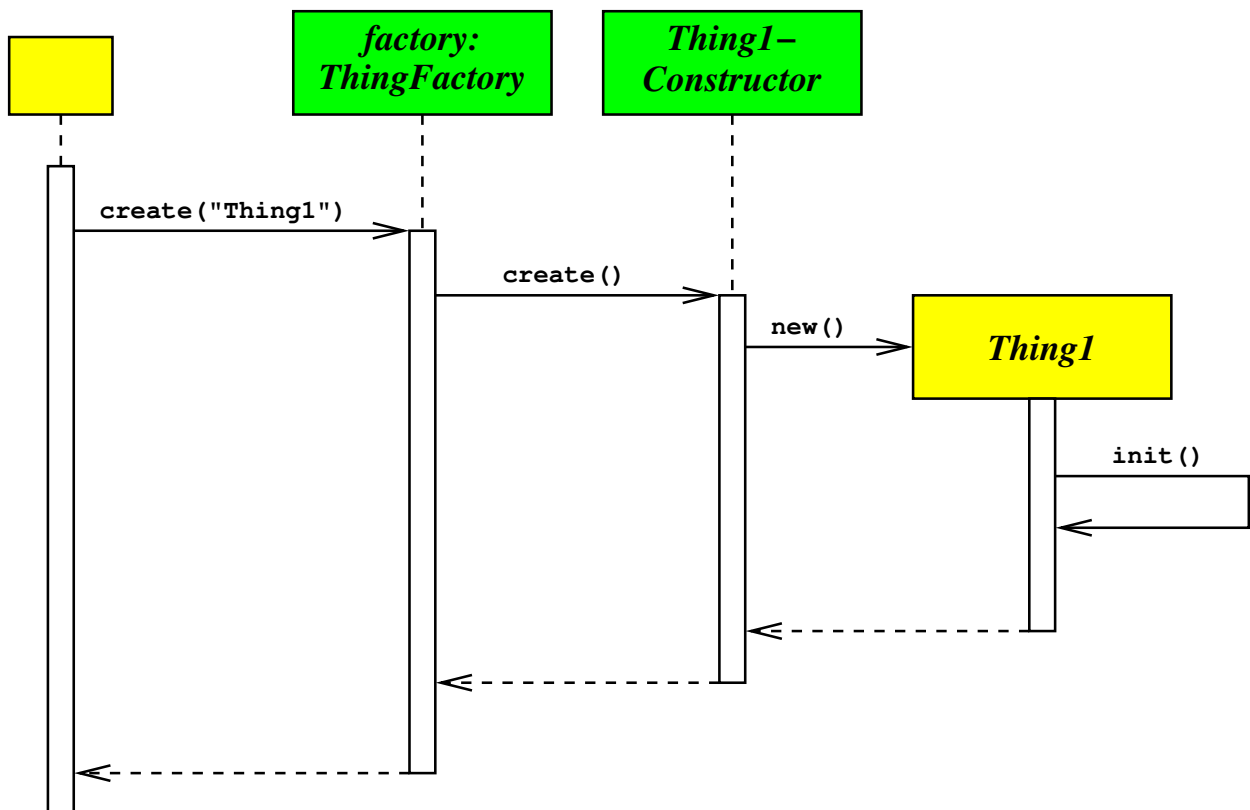 factory:
ThingFactory
Thing1–
Constructor
create("Thing1")
create()
new()
Thing1
init()